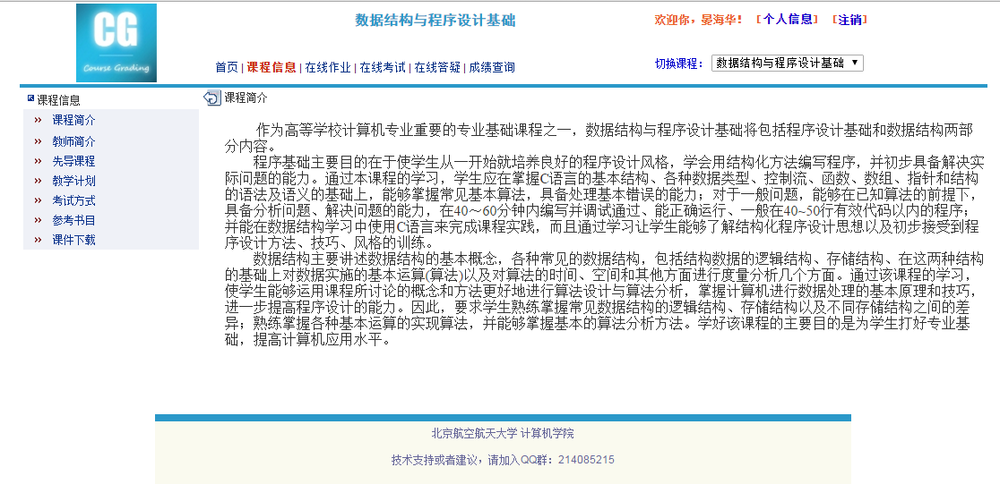 CG
Course Grading
数据结构与程序设计基础
欢迎你，晏海华! [个人信息] [注销]
首页 | 课程信息 | 在线作业 | 在线考试 | 在线答疑 | 成绩查询
切换课程： 数据结构与程序设计基础
课程信息
课程简介
教师简介
先导课程
教学计划
考试方式
参考书目
课件下载
课程简介
作为高等学校计算机专业重要的专业基础课程之一，数据结构与程序设计基础将包括程序设计基础和数据结构两部
分内容。
程序基础主要目的在于使学生从一开始就培养良好的程序设计风格，学会用结构化方法编写程序，并初步具备解决实
际问题的能力。通过本课程的学习，学生应在掌握C语言的基本结构、各种数据类型、控制流、函数、数组、指针和结构
的语法及语义的基础上，能够掌握常见基本算法，具备处理基本错误的能力；对于一般问题，能够在已知算法的前提下，
具备分析问题、解决问题的能力，在40～60分钟内编写并调试通过、能正确运行、一般在40~50行有效代码以内的程序；
并能在数据结构学习中使用C语言来完成课程实践，而且通过学习让学生能够了解结构化程序设计思想以及初步接受到程
序设计方法、技巧、风格的训练。
数据结构主要讲述数据结构的基本概念，各种常见的数据结构，包括结构数据的逻辑结构、存储结构、在这两种结构
的基础上对数据实施的基本运算(算法)以及对算法的时间、空间和其他方面进行度量分析几个方面。通过该课程的学习，
使学生能够运用课程所讨论的概念和方法更好地进行算法设计与算法分析，掌握计算机进行数据处理的基本原理和技巧，
进一步提高程序设计的能力。因此，要求学生熟练掌握常见数据结构的逻辑结构、存储结构以及不同存储结构之间的差
异；熟练掌握各种基本运算的实现算法，并能够掌握基本的算法分析方法。学好该课程的主要目的是为学生打好专业基
础，提高计算机应用水平。
北京航空航天大学 计算机学院
技术支持或者建议，请加入QQ群：214085215